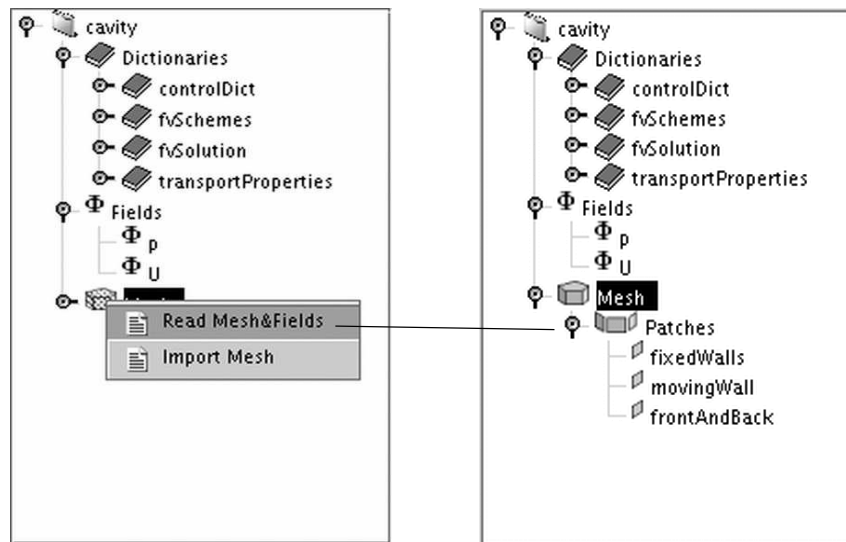 cavity
Dictionaries
controlDict
fvSchemes
fvSolution
transportProperties
Φ Fields
Φ p
Φ U
Read Mesh&Fields
Import Mesh
cavity
Dictionaries
controlDict
fvSchemes
fvSolution
transportProperties
Φ Fields
Φ p
Φ U
Mesh
Patches
fixedWalls
movingWall
frontAndBack